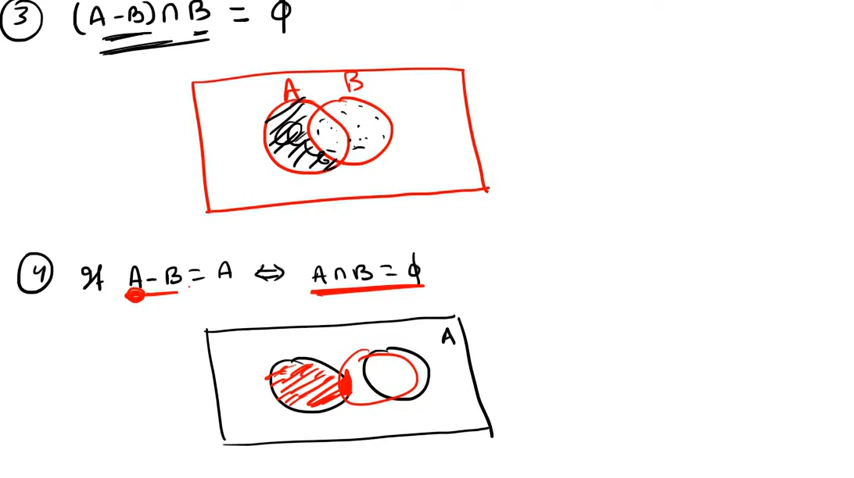 3 (A-B)∩B = ϕ
A B
4 If A-B = A ⇔ A∩B = ϕ
A